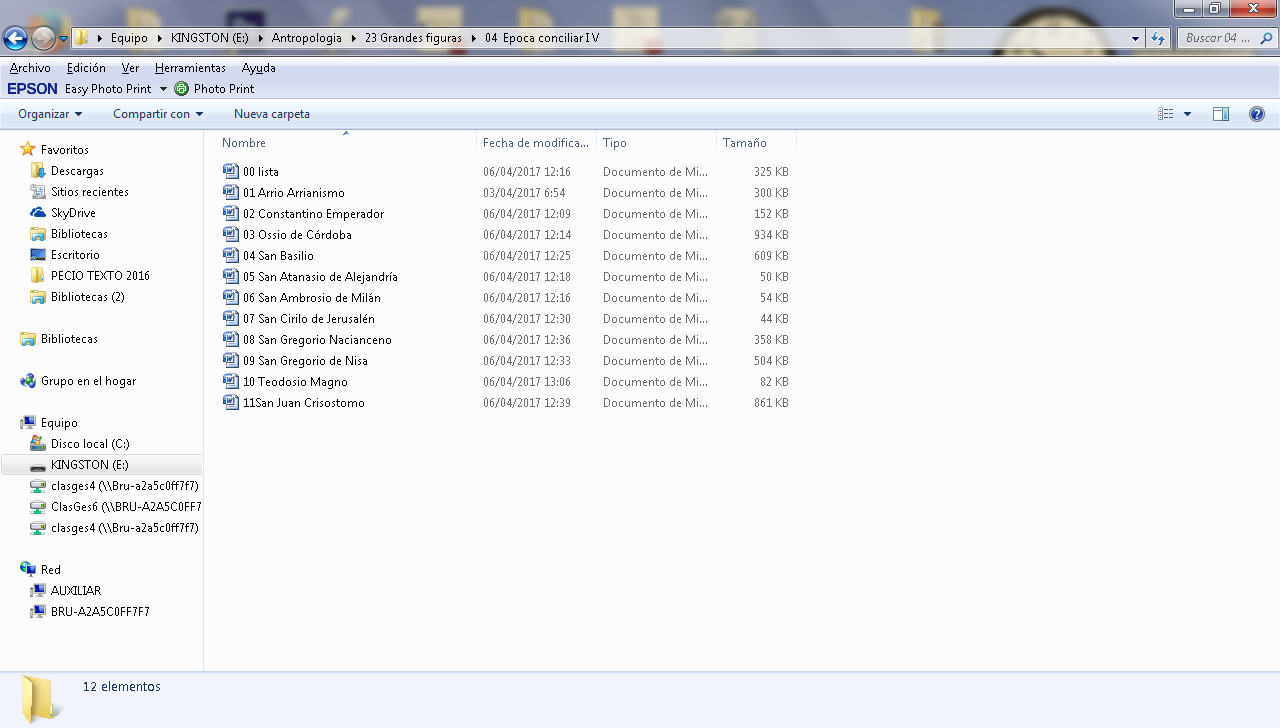 Equipo KINGSTON (E:) Antropologia 23 Grandes figuras 04 Epoca conciliar I V
Buscar 04 ...
Archivo Edición Ver Herramientas Ayuda
EPSON Easy Photo Print Photo Print
Organizar Compartir con Nueva carpeta
Nombre Fecha de modifica... Tipo Tamaño
Favoritos
Descargas
Sitios recientes
SkyDrive
Bibliotecas
Escritorio
PECIO TEXTO 2016
Bibliotecas (2)
Bibliotecas
Grupo en el hogar
Equipo
Disco local (C:)
KINGSTON (E:)
clasges4 (\\Bru-a2a5c0ff7f7)
ClasGes6 (\\BRU-A2A5C0FF7
clasges4 (\\Bru-a2a5c0ff7f7)
Red
AUXILIAR
BRU-A2A5C0FF7F7
00 lista 06/04/2017 12:16 Documento de Mi... 325 KB
01 Arrio Arrianismo 03/04/2017 6:54 Documento de Mi... 300 KB
02 Constantino Emperador 06/04/2017 12:09 Documento de Mi... 152 KB
03 Ossio de Córdoba 06/04/2017 12:14 Documento de Mi... 934 KB
04 San Basilio 06/04/2017 12:25 Documento de Mi... 609 KB
05 San Atanasio de Alejandría 06/04/2017 12:18 Documento de Mi... 50 KB
06 San Ambrosio de Milán 06/04/2017 12:16 Documento de Mi... 54 KB
07 San Cirilo de Jerusalén 06/04/2017 12:30 Documento de Mi... 44 KB
08 San Gregorio Nacianceno 06/04/2017 12:36 Documento de Mi... 358 KB
09 San Gregorio de Nisa 06/04/2017 12:33 Documento de Mi... 504 KB
10 Teodosio Magno 06/04/2017 13:06 Documento de Mi... 82 KB
11San Juan Crisostomo 06/04/2017 12:39 Documento de Mi... 861 KB
12 elementos